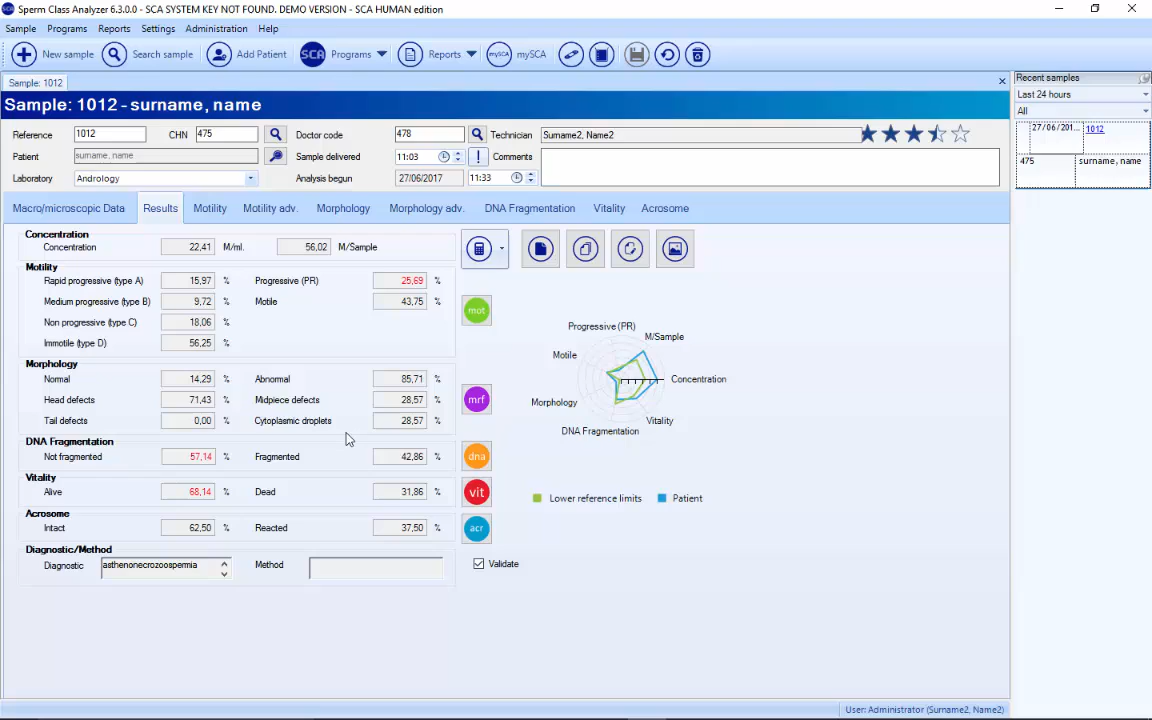 Sperm Class Analyzer 6.3.0.0 - SCA SYSTEM KEY NOT FOUND. DEMO VERSION - SCA HUMAN edition
Sample Programs Reports Settings Administration Help
New sample Search sample Add Patient SCA Programs Reports mySCA mySCA
Sample: 1012
Sample: 1012 - surname, name
Reference 1012 CHN 475 Doctor code 478 Technician Surname2, Name2
Patient surname, name Sample delivered 11:03 ! Comments
Laboratory Andrology Analysis begun 27/06/2017 11:33
Macro/microscopic Data Results Motility Motility adv. Morphology Morphology adv. DNA Fragmentation Vitality Acrosome
Concentration
Concentration 22,41 M/ml. 56,02 M/Sample
Motility
Rapid progressive (type A) 15,97 % Progressive (PR) 25,69 %
Medium progressive (type B) 9,72 % Motile 43,75 %
mot
Non progressive (type C) 18,06 %
Immotile (type D) 56,25 %
Morphology
Normal 14,29 % Abnormal 85,71 %
Head defects 71,43 % Midpiece defects 28,57 %
mrf
Tail defects 0,00 % Cytoplasmic droplets 28,57 %
DNA Fragmentation
Not fragmented 57,14 % Fragmented 42,86 %
dna
Vitality
Alive 68,14 % Dead 31,86 %
vit
Acrosome
Intact 62,50 % Reacted 37,50 %
acr
Diagnostic/Method
Diagnostic asthenonecrozoospermia Method
Validate
Progressive (PR)
M/Sample
Motile
Concentration
Morphology
Vitality
DNA Fragmentation
Lower reference limits Patient
Recent samples
Last 24 hours
All
27/06/201... 1012
475 surname, name
User: Administrator (Surname2, Name2)